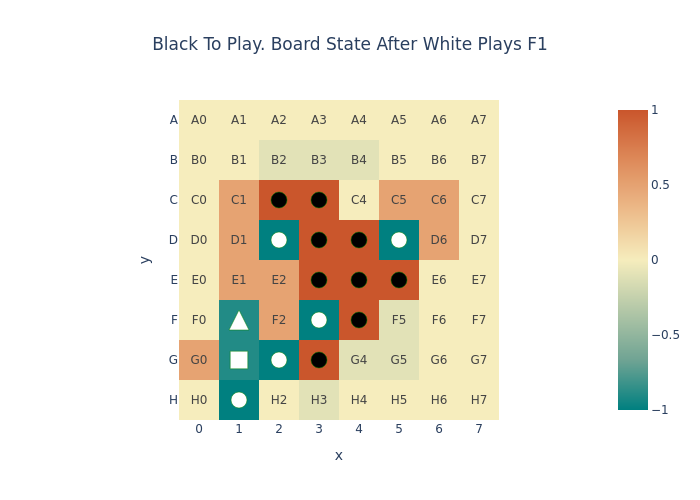 Black To Play. Board State After White Plays F1
A A0 A1 A2 A3 A4 A5 A6 A7
B B0 B1 B2 B3 B4 B5 B6 B7
C C0 C1 C4 C5 C6 C7
D D0 D1 D6 D7
E E0 E1 E2 E6 E7
F F0 F2 F5 F6 F7
G G0 G4 G5 G6 G7
H H0 H2 H3 H4 H5 H6 H7
0 1 2 3 4 5 6 7
x
y
1
0.5
0
−0.5
−1